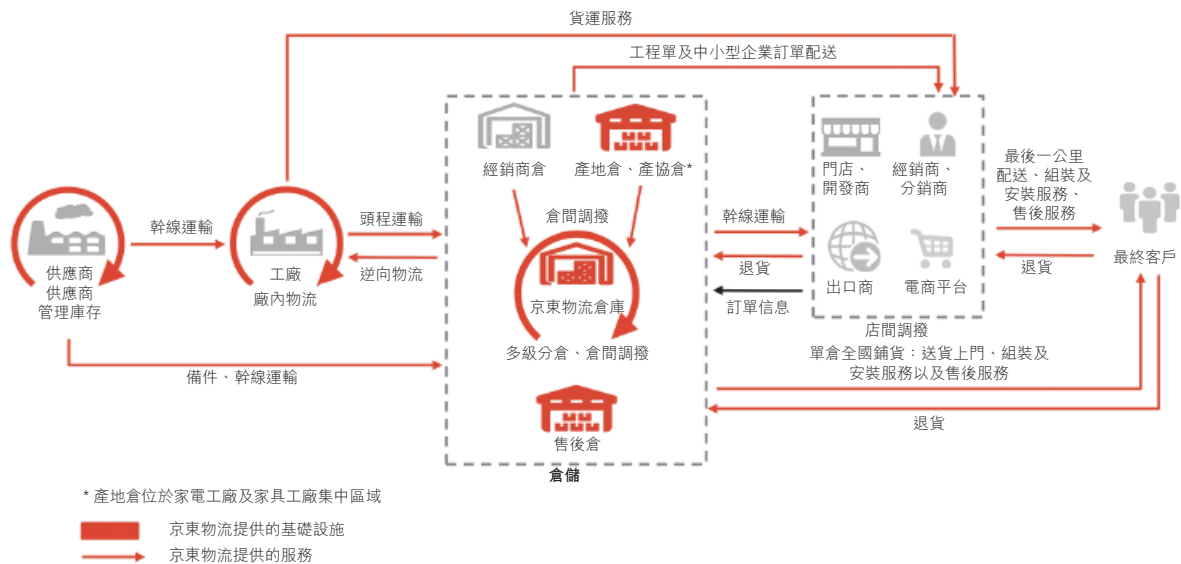 貨運服務
工程單及中小型企業訂單配送
經銷商倉
產地倉、產協倉*
門店、
開發商
經銷商、
分銷商
最後一公里
配送、組裝及
安裝服務、
售後服務
幹線運輸
頭程運輸
倉間調撥
幹線運輸
供應商
供應商
管理庫存
工廠
廠內物流
逆向物流
京東物流倉庫
退貨
出口商
電商平台
退貨
最終客戶
訂單信息
店間調撥
多級分倉、倉間調撥
單倉全國鋪貨：送貨上門、組裝及
安裝服務以及售後服務
備件、幹線運輸
退貨
售後倉
倉儲
* 產地倉位於家電工廠及家具工廠集中區域
京東物流提供的基礎設施
京東物流提供的服務